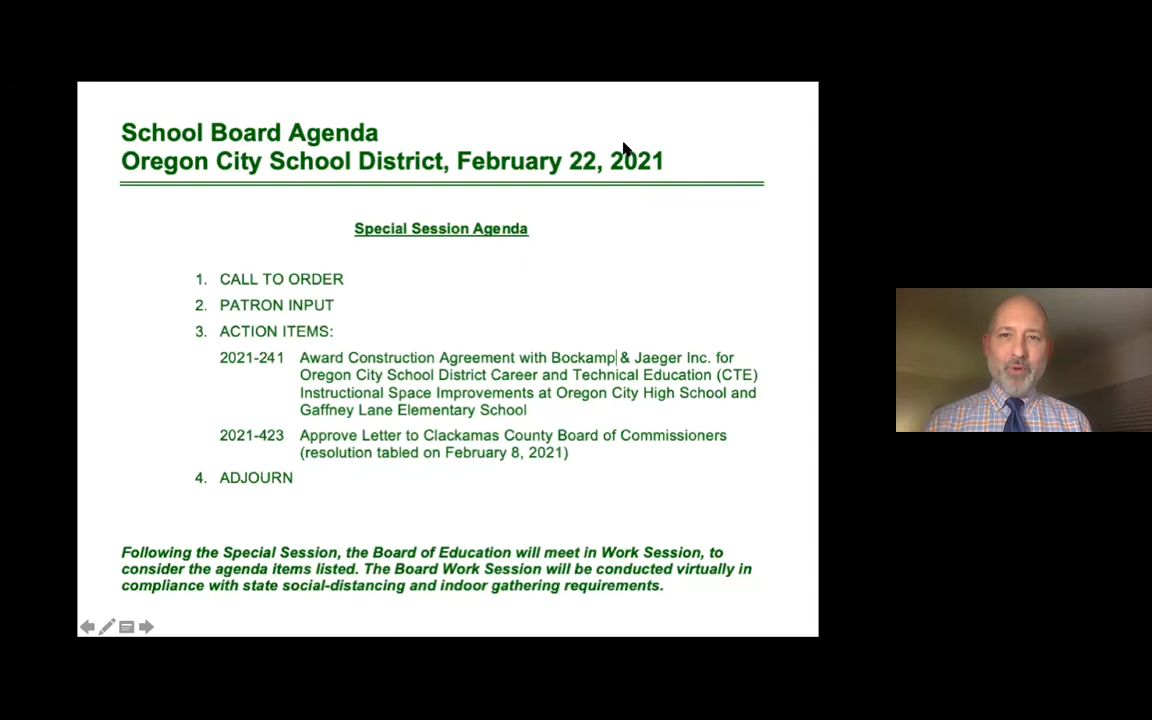 School Board Agenda
Oregon City School District, February 22, 2021
Special Session Agenda
1. CALL TO ORDER
2. PATRON INPUT
3. ACTION ITEMS:
2021-241 Award Construction Agreement with Bockamp & Jaeger Inc. for
Oregon City School District Career and Technical Education (CTE)
Instructional Space Improvements at Oregon City High School and
Gaffney Lane Elementary School
2021-423 Approve Letter to Clackamas County Board of Commissioners
(resolution tabled on February 8, 2021)
4. ADJOURN
Following the Special Session, the Board of Education will meet in Work Session, to
consider the agenda items listed. The Board Work Session will be conducted virtually in
compliance with state social-distancing and indoor gathering requirements.